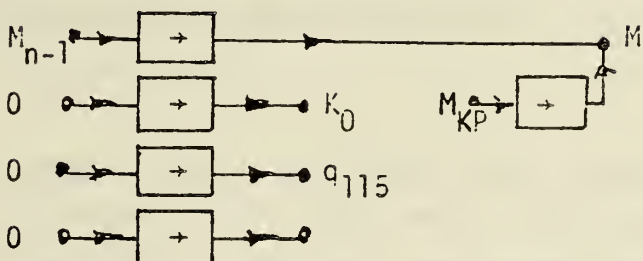 M_{n-1} → M
0 → K_0 M_{KP} →
0 → q_{115}
0 →